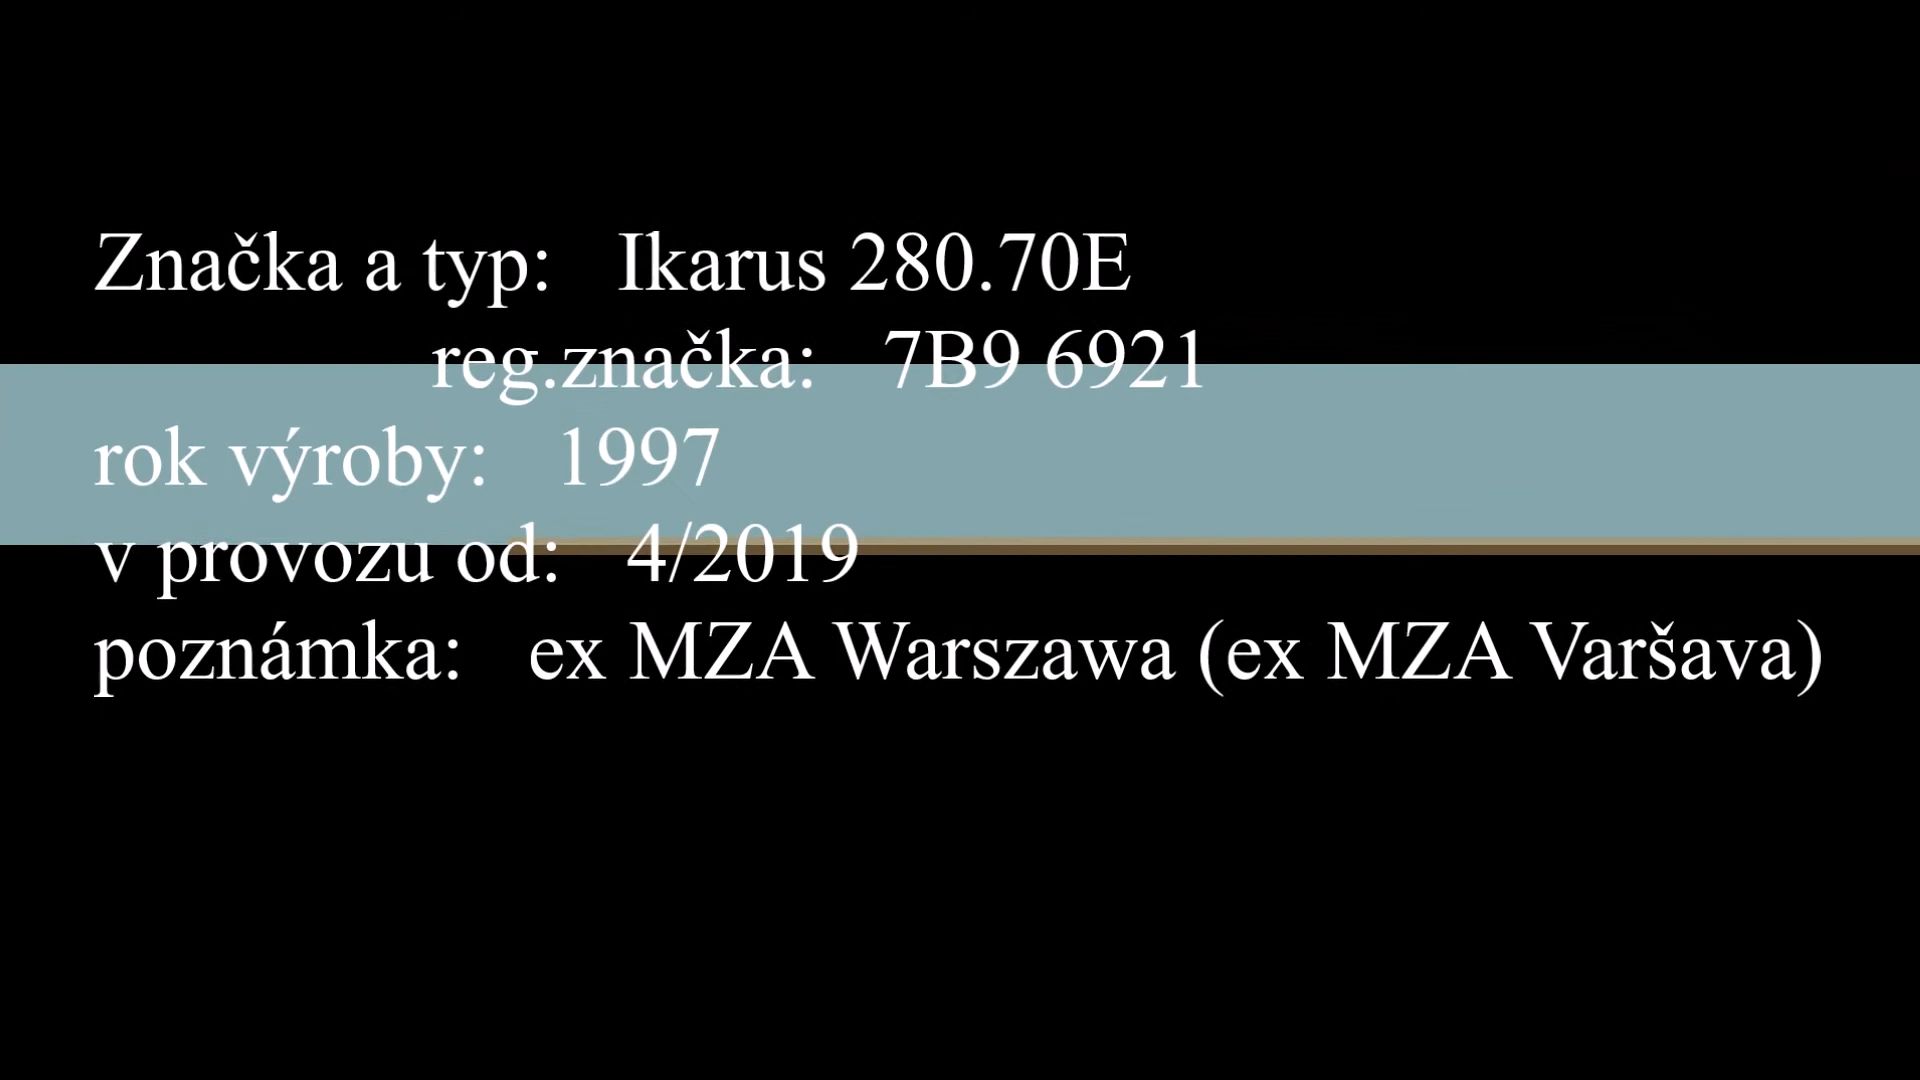 Značka a typ: Ikarus 280.70E
reg.značka: 7B9 6921
rok výroby: 1997
v provozu od: 4/2019
poznámka: ex MZA Warszawa (ex MZA Varšava)